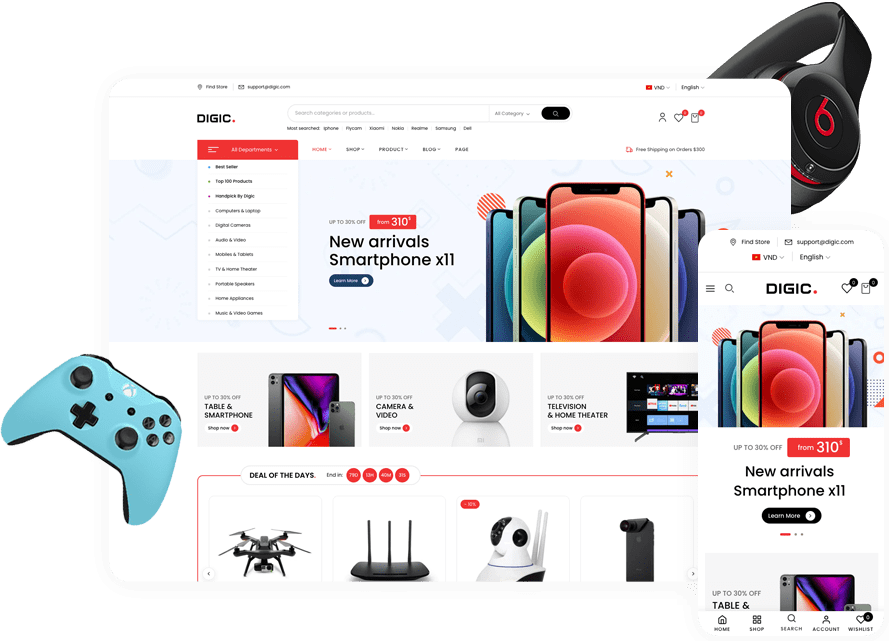 Find Store support@digic.com VND English
DIGIC.
Search categories or products... All Category
Most searched: Iphone Flycam Xiaomi Nokia Realme Samsung Dell
0 0
All Departments HOME SHOP PRODUCT BLOG PAGE Free Shipping on Orders $300
Best Seller
Top 100 Products
Handpick By Digic
Computers & Laptop
Digital Cameras
Audio & Video
Mobiles & Tablets
TV & Home Theater
Portable Speakers
Home Appliances
Music & Video Games
UP TO 30% OFF from 310$
New arrivals
Smartphone x11
Learn More
UP TO 30% OFF
TABLE &
SMARTPHONE
Shop now
UP TO 30% OFF
CAMERA &
VIDEO
Shop now
UP TO 30% OFF
TELEVISION
& HOME THEATER
Shop now
DEAL OF THE DAYS. End in: 79D 13H 40M 31S
b
Find Store support@digic.com
VND English
DIGIC.
0 0
UP TO 30% OFF from 310$
New arrivals
Smartphone x11
Learn More
UP TO 30% OFF
TABLE &
0
HOME SHOP SEARCH ACCOUNT WISHLIST